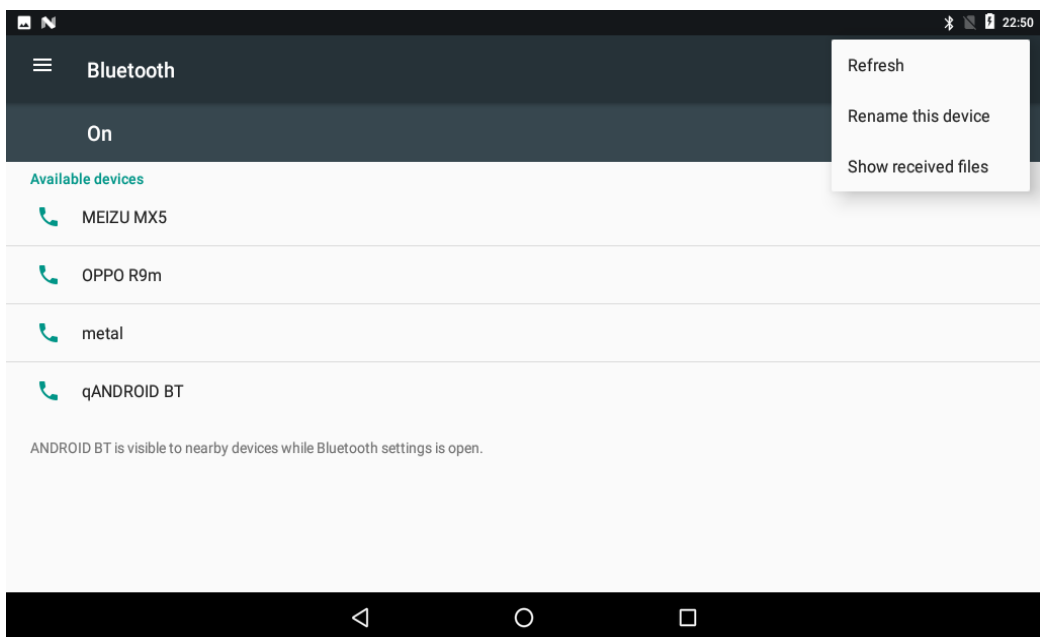 22:50
Bluetooth
Refresh
Rename this device
On
Show received files
Available devices
MEIZU MX5
OPPO R9m
metal
qANDROID BT
ANDROID BT is visible to nearby devices while Bluetooth settings is open.